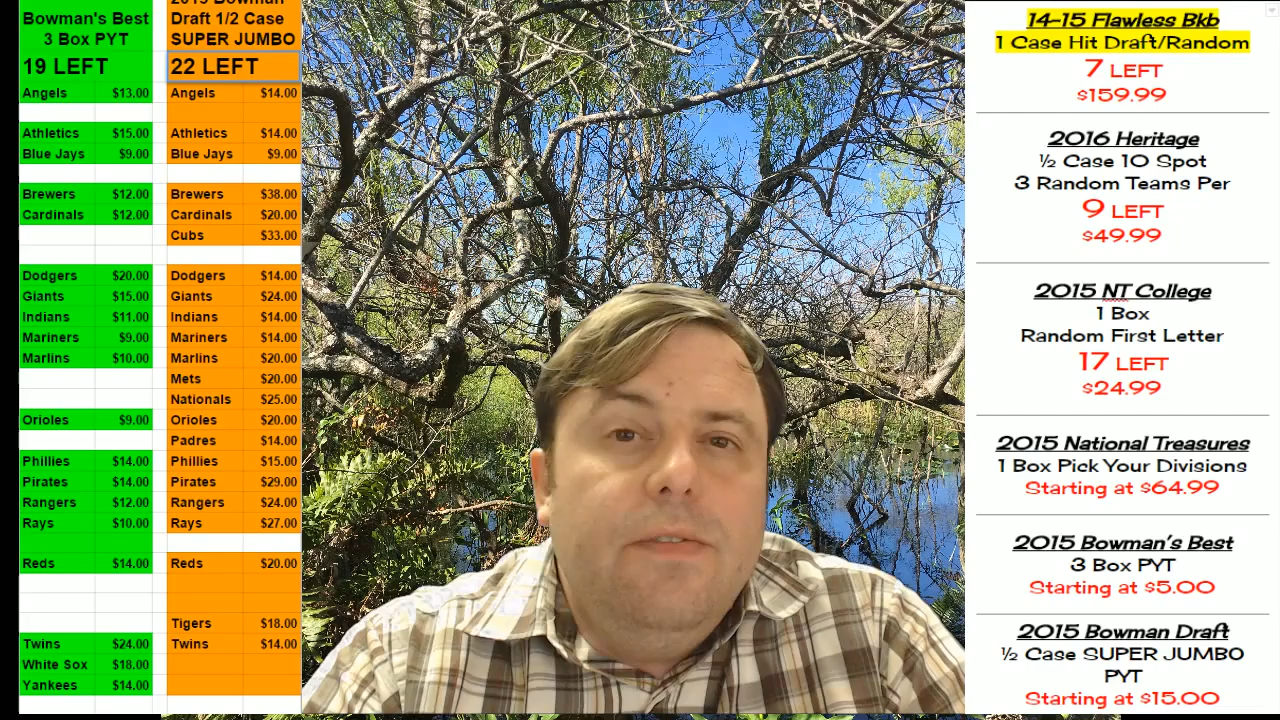 Bowman's Best
3 Box PYT
19 LEFT
Angels $13.00
Athletics $15.00
Blue Jays $9.00
Brewers $12.00
Cardinals $12.00
Dodgers $20.00
Giants $15.00
Indians $11.00
Mariners $9.00
Marlins $10.00
Orioles $9.00
Phillies $14.00
Pirates $14.00
Rangers $12.00
Rays $10.00
Reds $14.00
Twins $24.00
White Sox $18.00
Yankees $14.00
2015 Bowman
Draft 1/2 Case
SUPER JUMBO
22 LEFT
Angels $14.00
Athletics $14.00
Blue Jays $9.00
Brewers $38.00
Cardinals $20.00
Cubs $33.00
Dodgers $14.00
Giants $24.00
Indians $14.00
Mariners $14.00
Marlins $20.00
Mets $20.00
Nationals $25.00
Orioles $20.00
Padres $14.00
Phillies $15.00
Pirates $29.00
Rangers $24.00
Rays $27.00
Reds $20.00
Tigers $18.00
Twins $14.00
14-15 Flawless Bkb
1 Case Hit Draft/Random
7 LEFT
$159.99
2016 Heritage
½ Case 10 Spot
3 Random Teams Per
9 LEFT
$49.99
2015 NT College
1 Box
Random First Letter
17 LEFT
$24.99
2015 National Treasures
1 Box Pick Your Divisions
Starting at $64.99
2015 Bowman's Best
3 Box PYT
Starting at $5.00
2015 Bowman Draft
½ Case SUPER JUMBO
PYT
Starting at $15.00